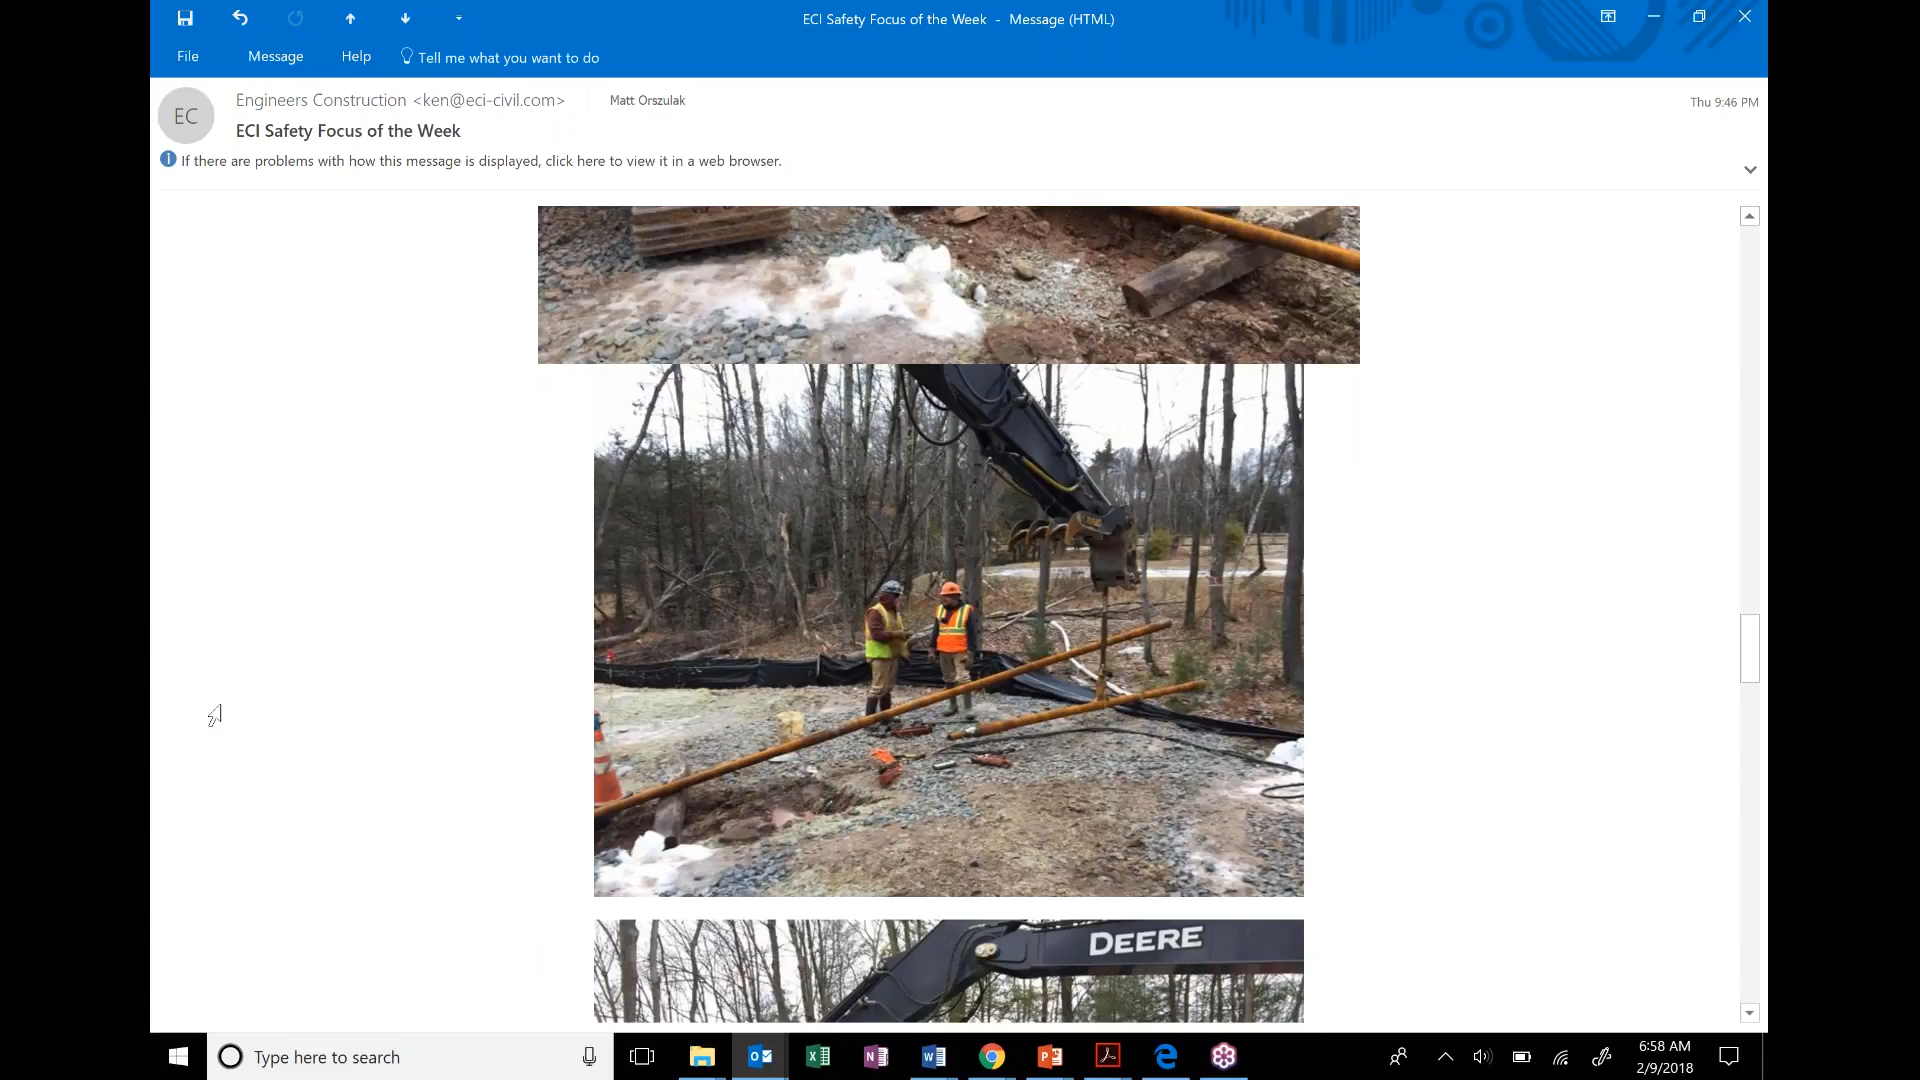 ECI Safety Focus of the Week - Message (HTML)
File Message Help Tell me what you want to do
EC
Engineers Construction <ken@eci-civil.com> Matt Orszulak
Thu 9:46 PM
ECI Safety Focus of the Week
If there are problems with how this message is displayed, click here to view it in a web browser.
DEERE
Type here to search
6:58 AM
2/9/2018